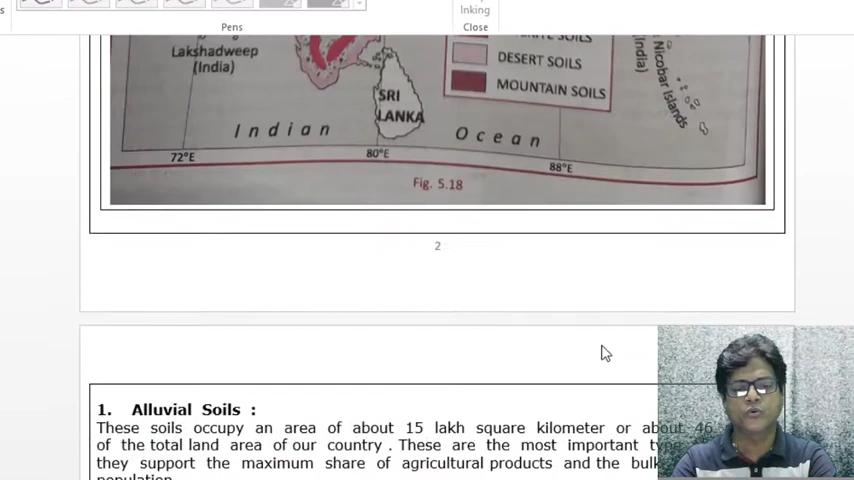 Pens
Inking
Close
Lakshadweep
(India)
SRI
LANKA
Indian Ocean
DESERT SOILS
MOUNTAIN SOILS
(India)
Nicobar Islands
72°E
80°E
88°E
Fig. 5.18
2
1. Alluvial Soils :
These soils occupy an area of about 15 lakh square kilometer or about 46
of the total land area of our country . These are the most important
they support the maximum share of agricultural products and the
population